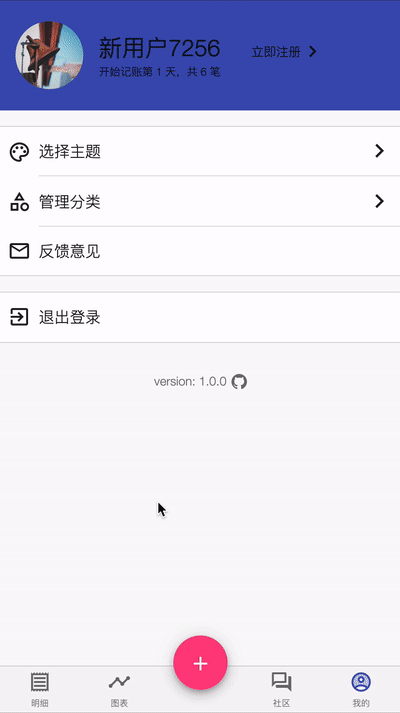 新用户7256
立即注册
开始记账第 1 天，共 6 笔
选择主题
管理分类
反馈意见
退出登录
version: 1.0.0
明细
图表
社区
我的